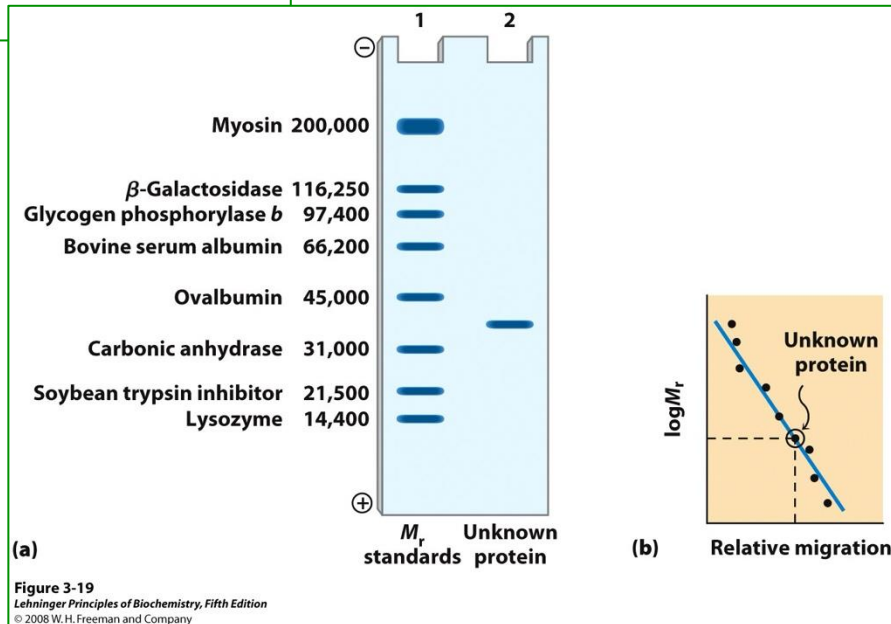 1 2
−
Myosin 200,000
β-Galactosidase 116,250
Glycogen phosphorylase b 97,400
Bovine serum albumin 66,200
Ovalbumin 45,000
Carbonic anhydrase 31,000
Soybean trypsin inhibitor 21,500
Lysozyme 14,400
+
Mr
standards
Unknown
protein
(a)
Unknown
protein
logMr
Relative migration
(b)
Figure 3-19
Lehninger Principles of Biochemistry, Fifth Edition
© 2008 W. H. Freeman and Company